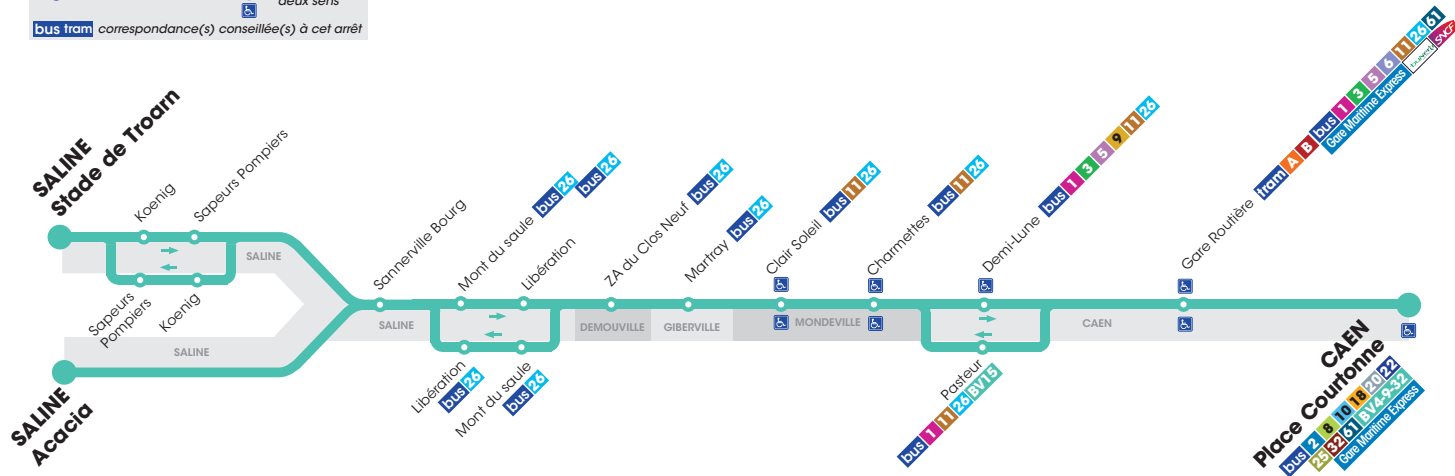 deux sens
bus tram correspondance(s) conseillée(s) à cet arrêt
SALINE
Stade de Troarn
Koenig
Sapeurs Pompiers
SALINE
Sapeurs
Pompiers
Koenig
SALINE
SALINE
Acacia
Sannerville Bourg
SALINE
Mont du saule bus 26
Libération bus 26
Libération
bus 26
Mont du saule
bus 26
ZA du Clos Neuf bus 26
DEMOUVILLE
Martray bus 26
GIBERVILLE
Clair Soleil bus 11 26
MONDEVILLE
Charmettes bus 11 26
Demi-Lune bus 1 3 5 9 11 26
Pasteur
bus 1 11 26 BV15
CAEN
Gare Routière tram A B bus 1 3 5 6 11 26 61
Gare Maritime Express
SNCF
CAEN
Place Courtonne
bus 2 8 10 18 20 22
25 32 61 BV4-9-32
Gare Maritime Express